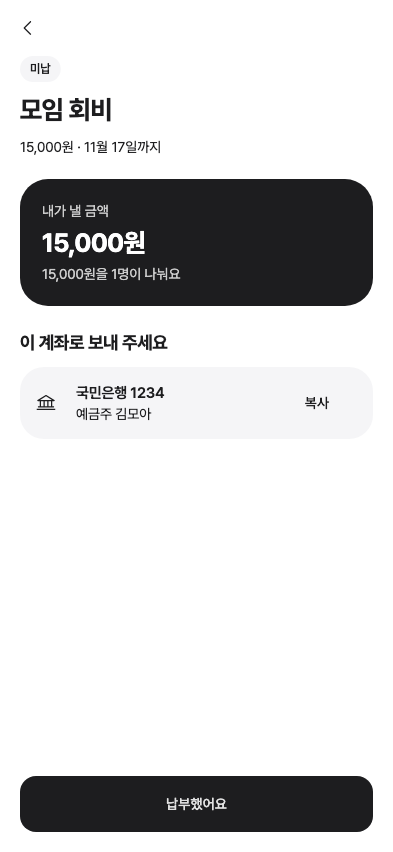 미납
모임 회비
15,000원 · 11월 17일까지
내가 낼 금액
15,000원
15,000원을 1명이 나눠요
이 계좌로 보내 주세요
국민은행 1234
예금주 김모아
복사
납부했어요